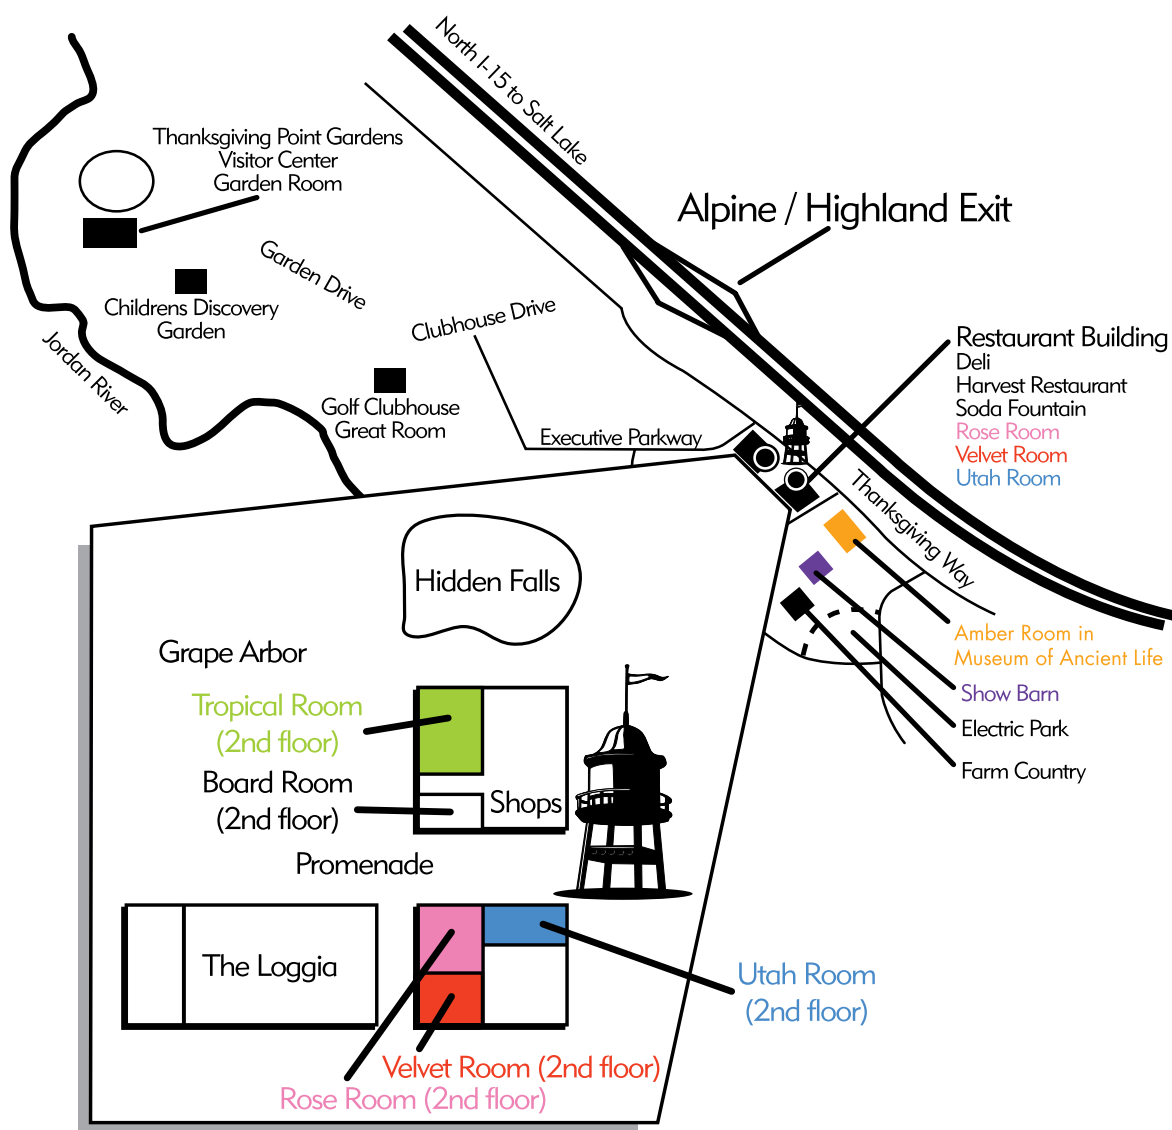 North I-15 to Salt Lake
Thanksgiving Point Gardens
Visitor Center
Garden Room
Alpine / Highland Exit
Garden Drive
Childrens Discovery
Garden
Clubhouse Drive
Jordan River
Restaurant Building
Deli
Harvest Restaurant
Soda Fountain
Rose Room
Velvet Room
Utah Room
Golf Clubhouse
Great Room
Executive Parkway
Thanksgiving Way
Hidden Falls
Amber Room in
Museum of Ancient Life
Show Barn
Electric Park
Farm Country
Grape Arbor
Tropical Room
(2nd floor)
Board Room
(2nd floor)
Shops
Promenade
The Loggia
Utah Room
(2nd floor)
Velvet Room (2nd floor)
Rose Room (2nd floor)